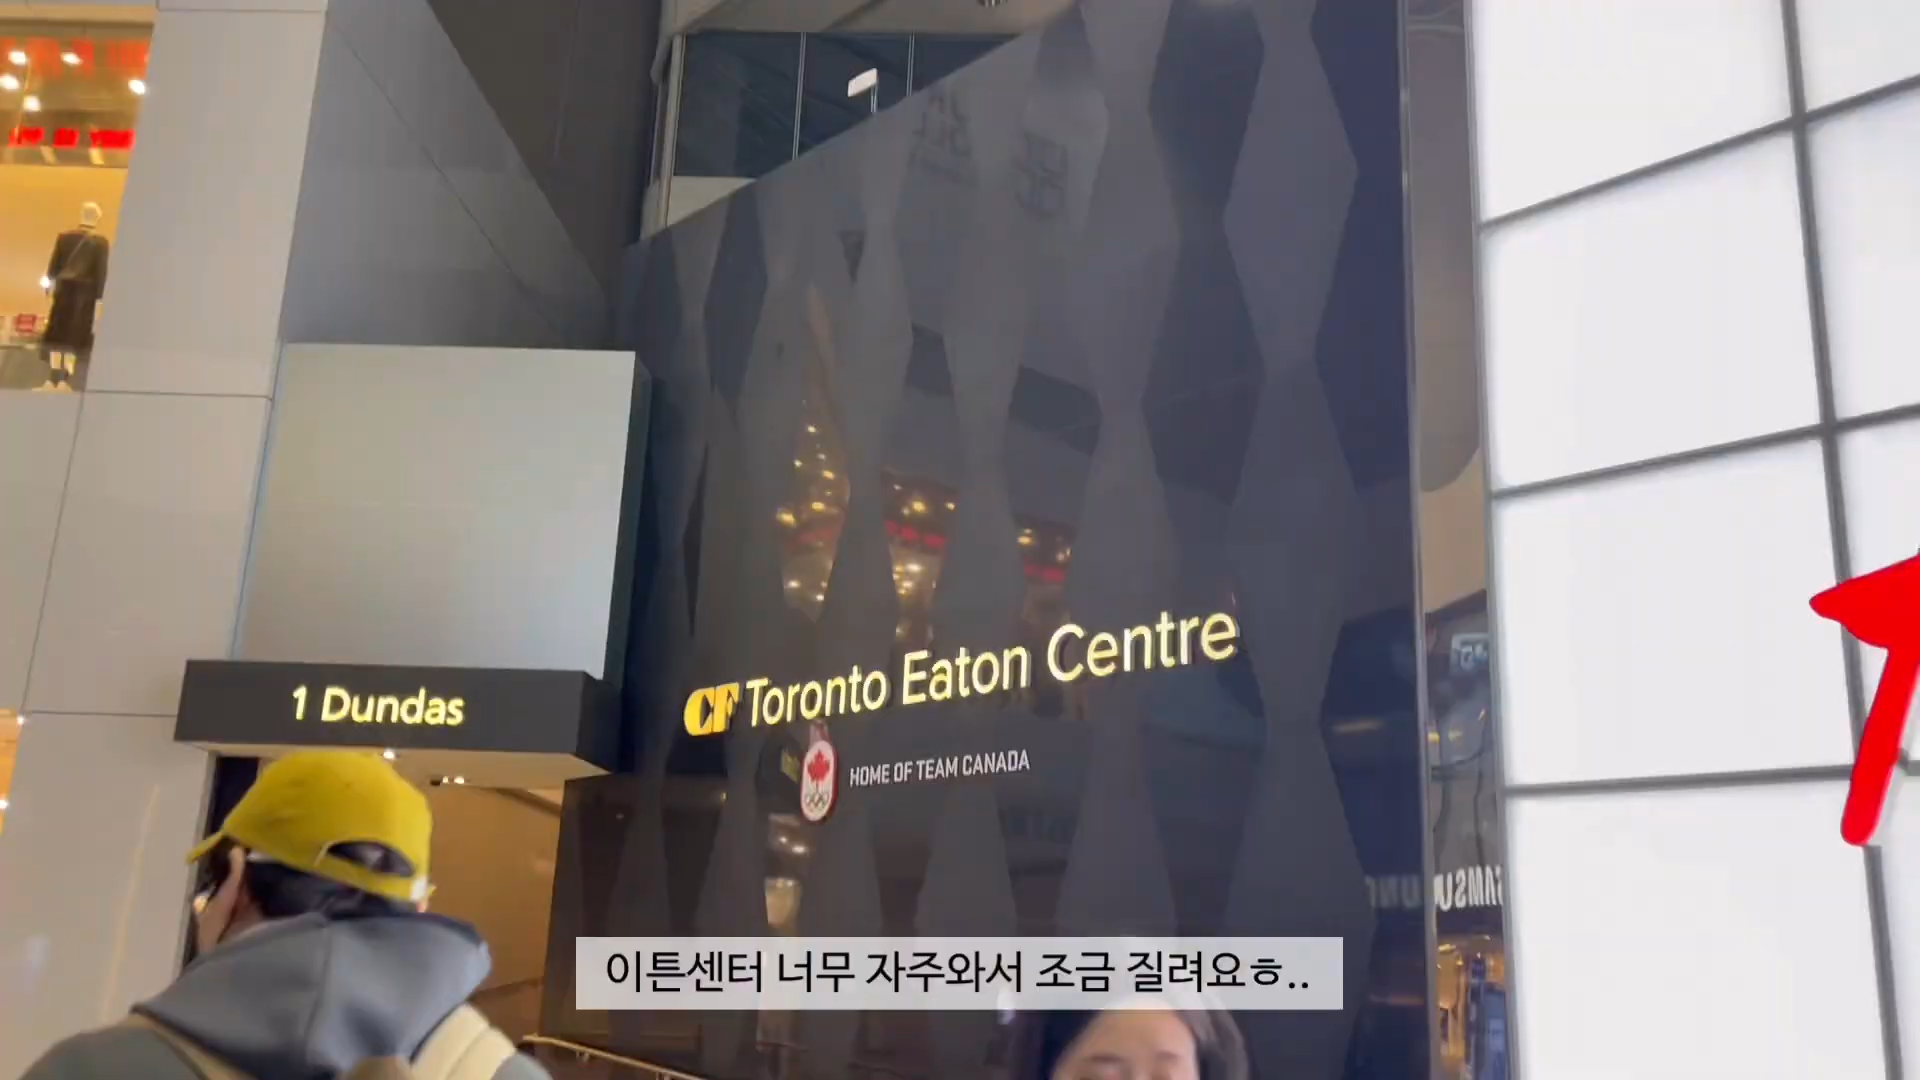 1 Dundas
CF Toronto Eaton Centre
HOME OF TEAM CANADA
SAMSUNG
이튼센터 너무 자주와서 조금 질려요ㅎ..